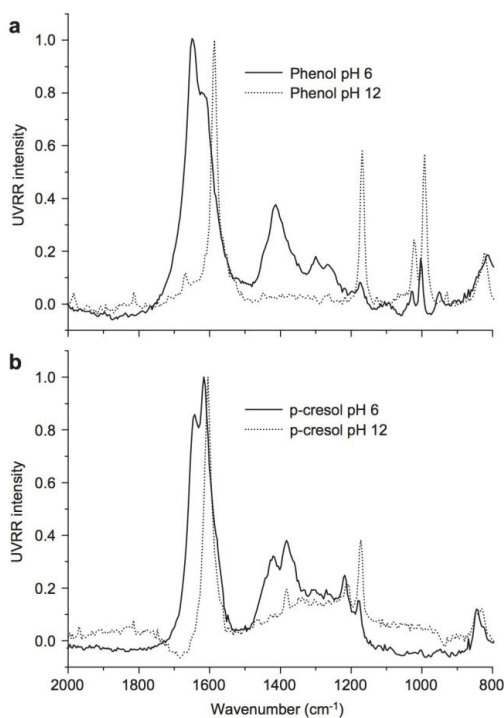 a
1.0
Phenol pH 6
Phenol pH 12
0.8
UVRR intensity
0.6
0.4
0.2
0.0
b
1.0
p-cresol pH 6
p-cresol pH 12
0.8
UVRR intensity
0.6
0.4
0.2
0.0
2000 1800 1600 1400 1200 1000 800
Wavenumber (cm⁻¹)